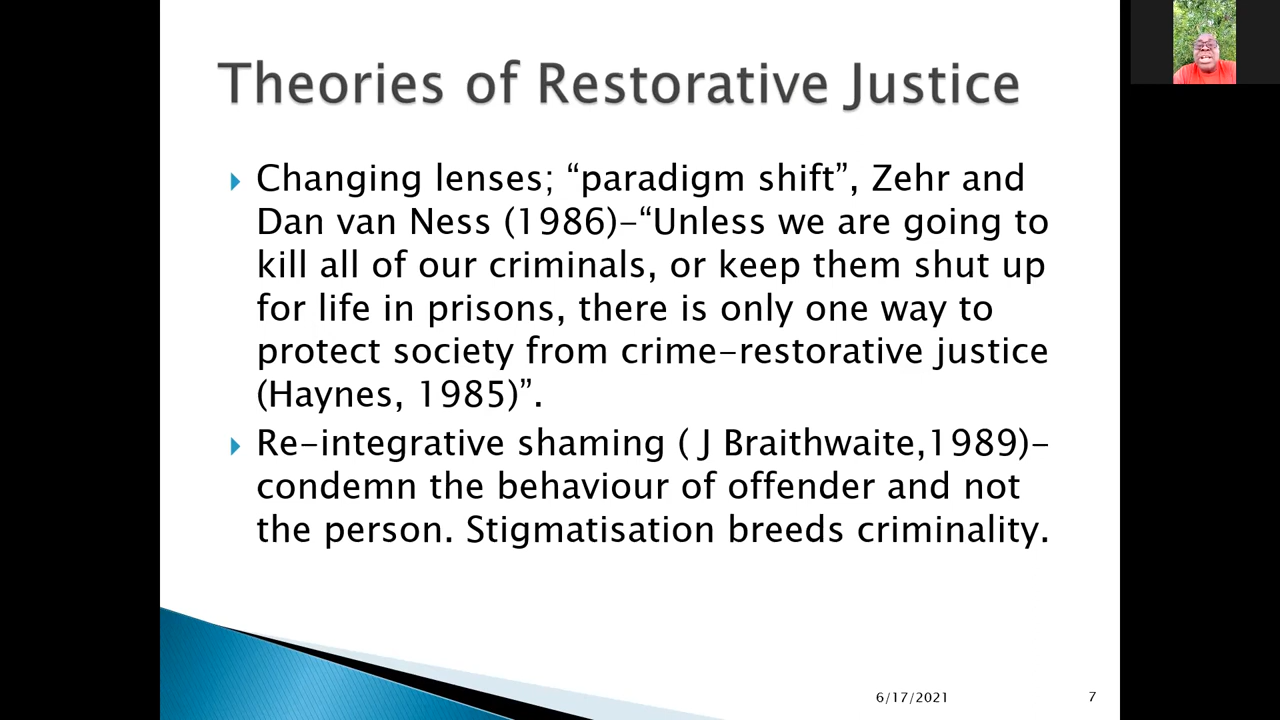 Theories of Restorative Justice
Changing lenses; “paradigm shift”, Zehr and
Dan van Ness (1986)-“Unless we are going to
kill all of our criminals, or keep them shut up
for life in prisons, there is only one way to
protect society from crime-restorative justice
(Haynes, 1985)”.
Re-integrative shaming ( J Braithwaite,1989)-
condemn the behaviour of offender and not
the person. Stigmatisation breeds criminality.
6/17/2021
7